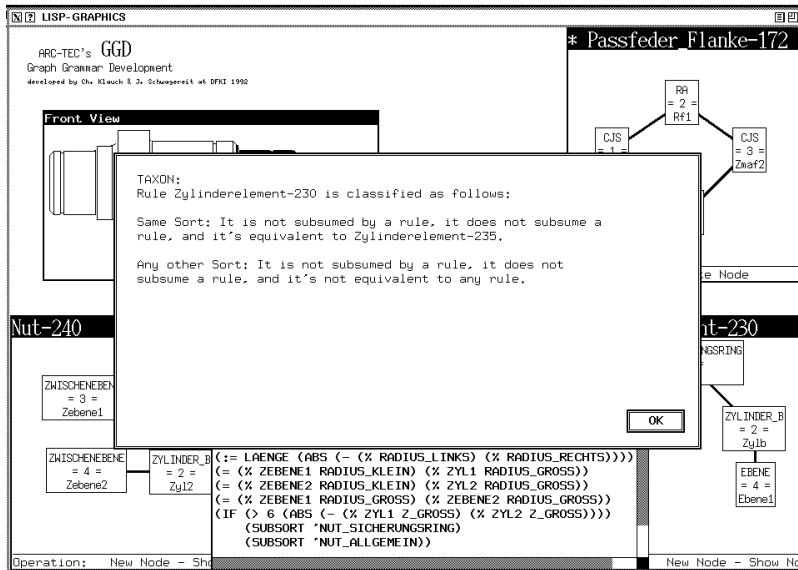 LISP-GRAPHICS
ARC-TEC's GGD
Graph Grammar Development
developed by Ch. Klauck & J. Schwagereit at DFKI 1992
Front View
* Passfeder_Flanke-172
RA
= 2 =
Rf1
CJS
= 1 =
CJS
= 3 =
Zmaf2
TAXON:
Rule Zylinderelement-230 is classified as follows:
Same Sort: It is not subsumed by a rule, it does not subsume a
rule, and it's equivalent to Zylinderelement-235.
Any other Sort: It is not subsumed by a rule, it does not
subsume a rule, and it's not equivalent to any rule.
OK
Node
Nut-240
nt-230
NGSRING
ZWISCHENEBEN
= 3 =
Zebene1
ZYLINDER_B
= 2 =
Zylb
ZWISCHENEBENE
= 4 =
Zebene2
ZYLINDER_B
= 2 =
Zyl2
EBENE
= 4 =
Ebene1
(:= LAENGE (ABS (- (% RADIUS_LINKS) (% RADIUS_RECHTS))))
(= (% ZEBENE1 RADIUS_KLEIN) (% ZYL1 RADIUS_GROSS))
(= (% ZEBENE2 RADIUS_KLEIN) (% ZYL2 RADIUS_GROSS))
(= (% ZEBENE1 RADIUS_GROSS) (% ZEBENE2 RADIUS_GROSS))
(IF (> 6 (ABS (- (% ZYL1 Z_GROSS) (% ZYL2 Z_GROSS))))
(SUBSORT 'NUT_SICHERUNGSRING)
(SUBSORT 'NUT_ALLGEMEIN))
Operation: New Node - Sho
New Node - Show No